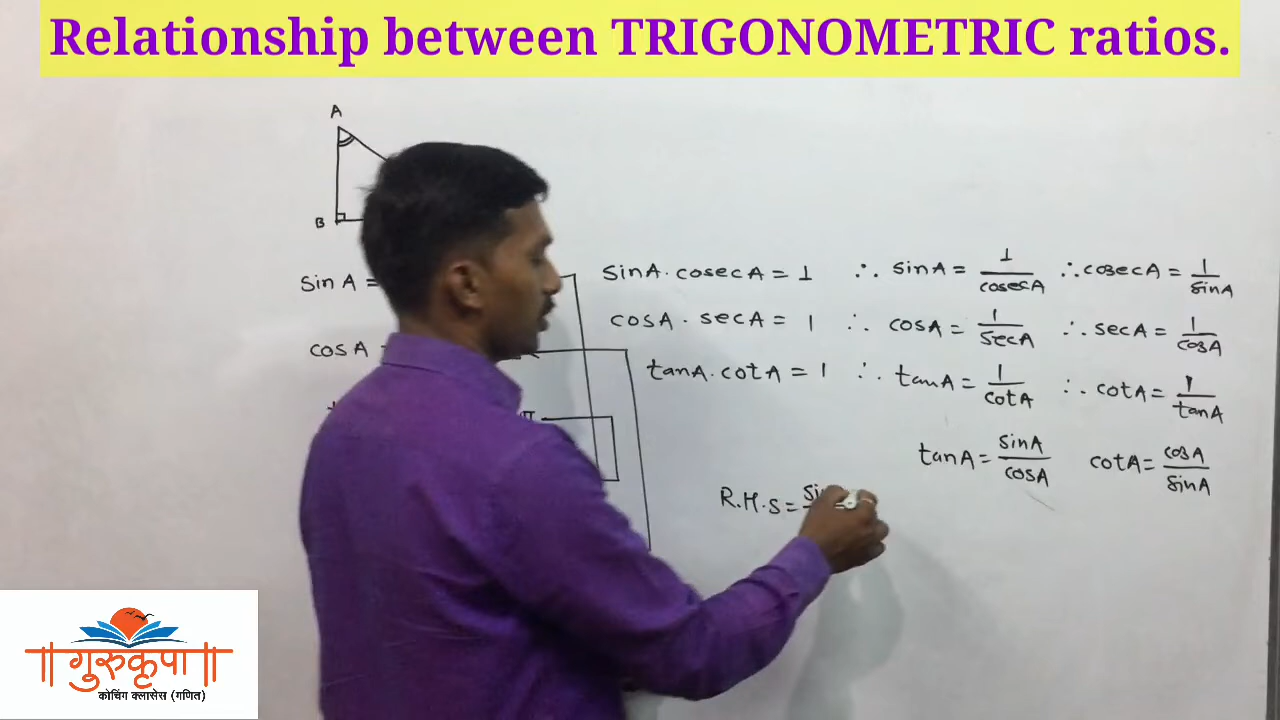 Relationship between TRIGONOMETRIC ratios.
A
B
sin A =
cos A
sinA . cosecA = 1 ∴ sinA = 1/cosecA ∴ cosecA = 1/sinA
cosA . secA = 1 ∴ cosA = 1/secA ∴ secA = 1/cosA
tanA . cotA = 1 ∴ tanA = 1/cotA ∴ cotA = 1/tanA
tanA = sinA/cosA cotA = cosA/sinA
R.H.S =
॥ गुरुकृपा ॥
कोचिंग क्लासेस (गणित)